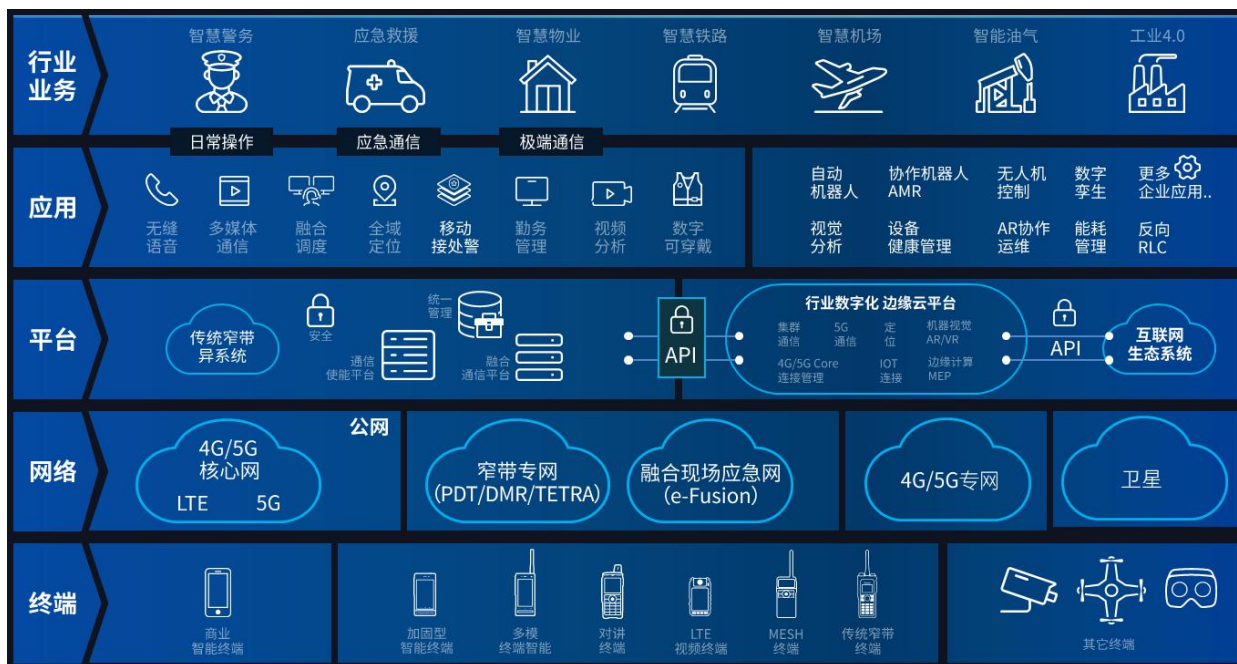 行业
业务
智慧警务
应急救援
智慧物业
智慧铁路
智慧机场
智能油气
工业4.0
日常操作
应急通信
极端通信
应用
无缝
语音
多媒体
通信
融合
调度
全域
定位
移动
接处警
勤务
管理
视频
分析
数字
可穿戴
自动
机器人
协作机器人
AMR
无人机
控制
数字
孪生
更多
企业应用..
视觉
分析
设备
健康管理
AR协作
运维
能耗
管理
反向
RLC
平台
传统窄带
异系统
安全
统一
管理
通信
使能平台
融合
通信平台
API
行业数字化 边缘云平台
集群
通信
5G
通信
定
位
机器视觉
AR/VR
4G/5G Core
连接管理
IOT
连接
边缘计算
MEP
API
互联网
生态系统
网络
公网
4G/5G
核心网
LTE 5G
窄带专网
(PDT/DMR/TETRA)
融合现场应急网
(e-Fusion)
4G/5G专网
卫星
终端
商业
智能终端
加固型
智能终端
多模
终端智能
对讲
终端
LTE
视频终端
MESH
终端
传统窄带
终端
其它终端